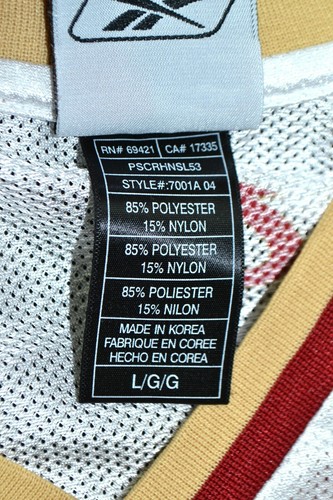 RN# 69421 CA# 17335
PSCRHNSL53
STYLE#:7001A 04
85% POLYESTER
15% NYLON
85% POLYESTER
15% NYLON
85% POLIESTER
15% NILON
MADE IN KOREA
FABRIQUE EN COREE
HECHO EN COREA
L/G/G